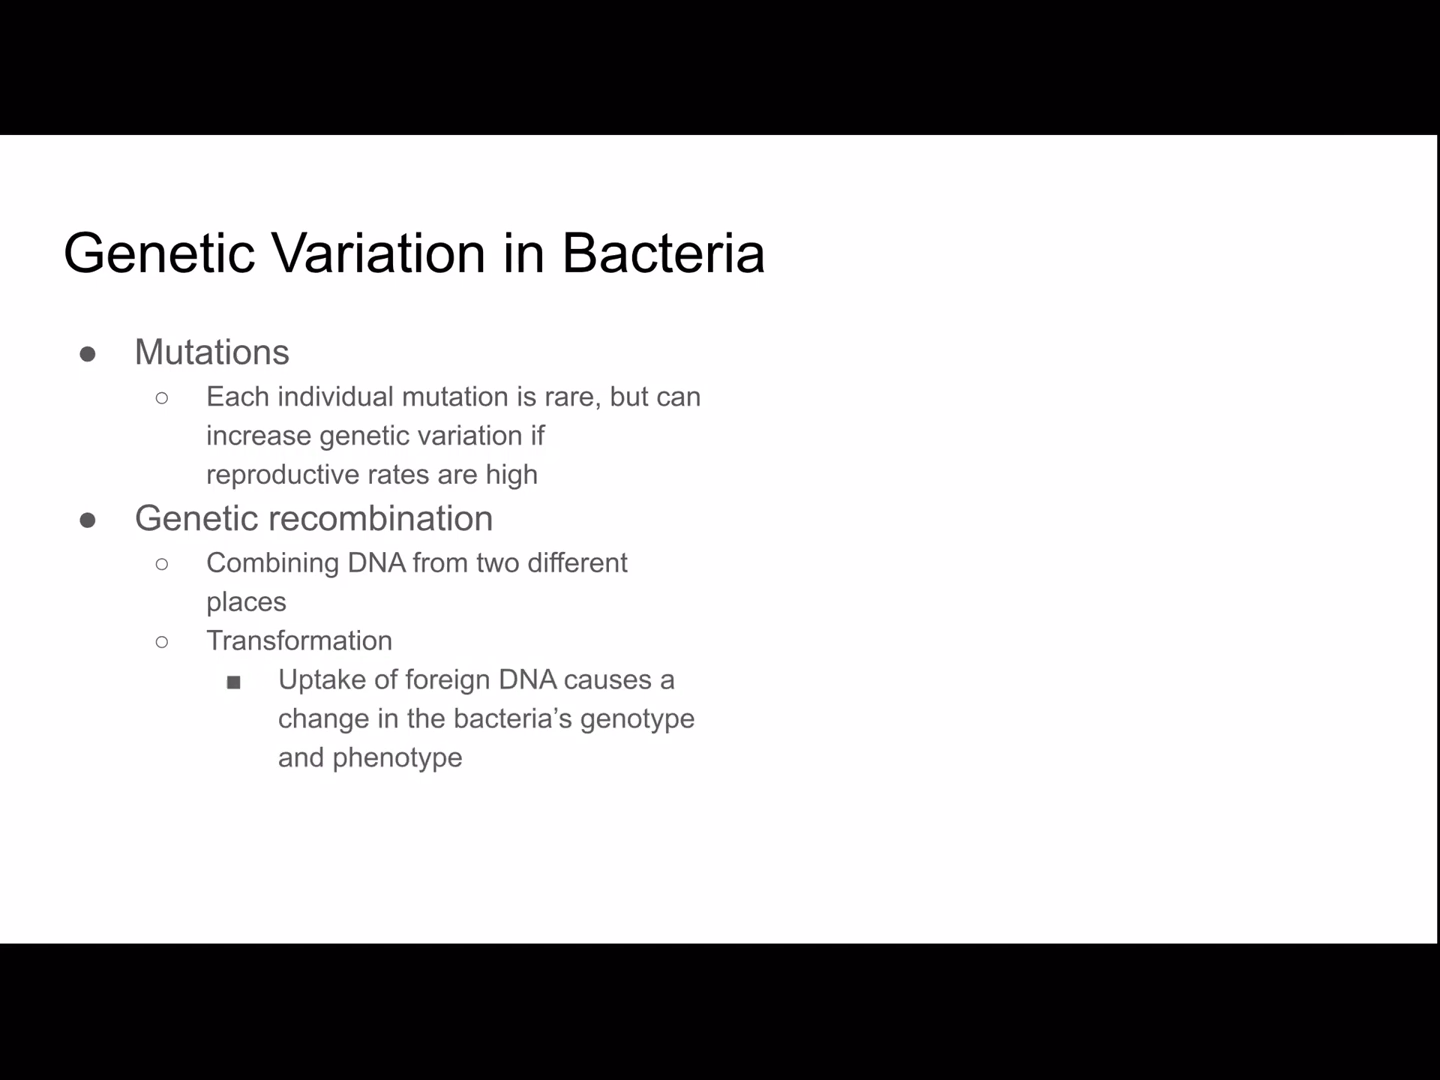 Genetic Variation in Bacteria
● Mutations
○ Each individual mutation is rare, but can
increase genetic variation if
reproductive rates are high
● Genetic recombination
○ Combining DNA from two different
places
○ Transformation
■ Uptake of foreign DNA causes a
change in the bacteria’s genotype
and phenotype